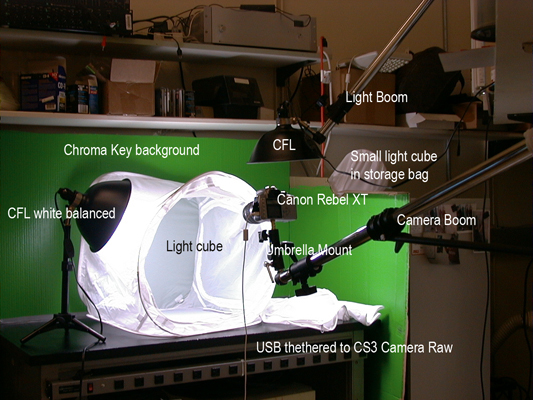 Light Boom
CFL
Chroma Key background
Small light cube
in storage bag
Canon Rebel XT
CFL white balanced
Camera Boom
Light cube
Umbrella Mount
USB thethered to CS3 Camera Raw